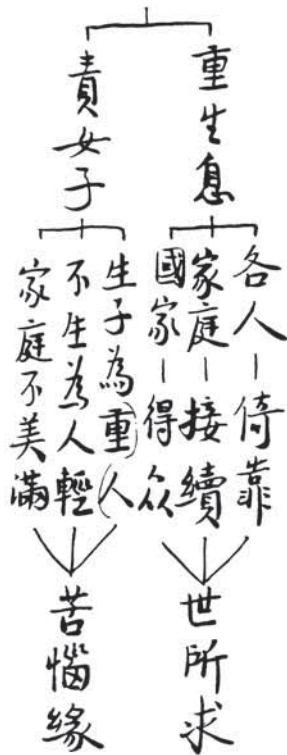 重生息
各人－倚靠
家庭－接續
國家－得众
世所求
責女子
生子為(重)人
不生為人輕
家庭不美滿
苦惱緣